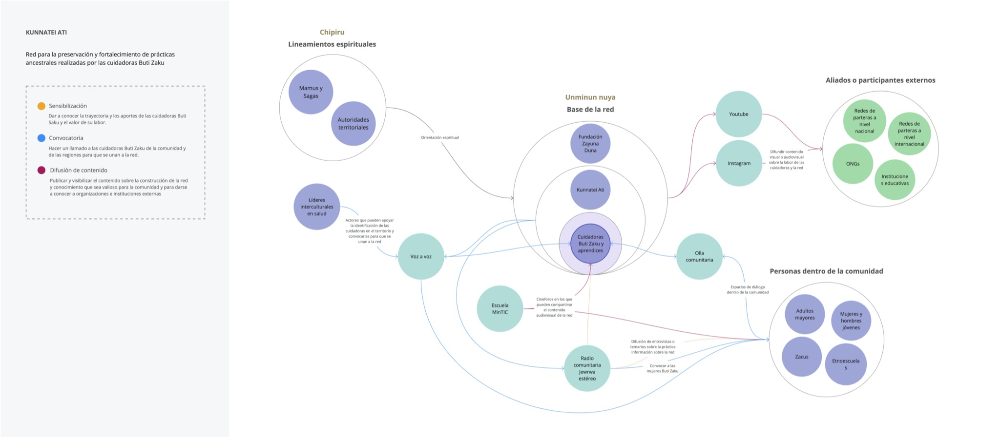 KUNNATEI ATI
Red para la preservación y fortalecimiento de prácticas
ancestrales realizadas por las cuidadoras Buti Zaku
Sensibilización
Dar a conocer la trayectoria y los aportes de las cuidadoras Buti
Saku y el valor de su labor.
Convocatoria
Hacer un llamado a las cuidadoras Buti Zaku de la comunidad y
de las regiones para que se unan a la red.
Difusión de contenido
Publicar y visibilizar el contenido sobre la construcción de la red
y conocimiento que sea valioso para la comunidad y para darse
a conocer a organizaciones e instituciones externas
Chipiru
Lineamientos espirituales
Mamus y
Sagas
Autoridades
territoriales
Orientación espiritual
Líderes
interculturales
en salud
Actores que pueden apoyar
la identificación de las
cuidadoras en el territorio y
convocarlas para que se
unan a la red
Voz a voz
Unminun nuya
Base de la red
Fundación
Zayuna
Duna
Kunnatei Ati
Cuidadoras
Buti Zaku y
aprendices
Escuela
MinTIC
Cineforos en los que
pueden compartirse
el contenido
audiovisual de la red
Radio
comunitaria
Jewrwa
estéreo
Difusión de entrevistas o
temarios sobre la práctica
Información sobre la red
Convocar a las
mujeres Buti Zaku
Youtube
Instagram
Difundir contenido
visual o audiovisual
sobre la labor de las
cuidadoras y la red
Aliados o participantes externos
Redes de
parteras a
nivel
nacional
Redes de
parteras a
nivel
internacional
ONGs
Institucione
s educativas
Olla
comunitaria
Espacios de diálogo
dentro de la comunidad
Personas dentro de la comunidad
Adultos
mayores
Mujeres y
hombres
jóvenes
Zacus
Etnoescuela
s